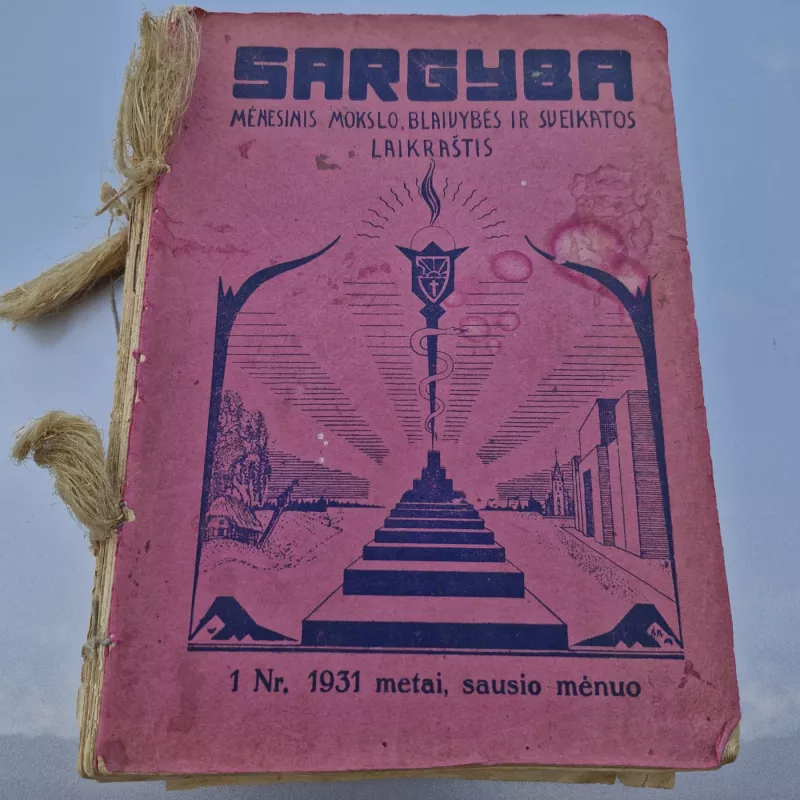 SARGYBA
MĖNESINIS MOKSLO, BLAIVYBĖS IR SVEIKATOS
LAIKRAŠTIS
1 Nr. 1931 metai, sausio mėnuo